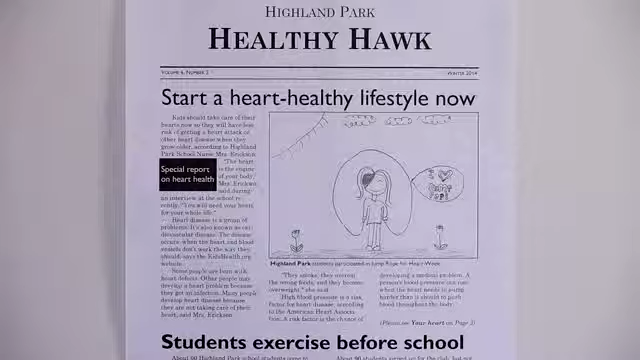 HIGHLAND PARK
HEALTHY HAWK
VOLUME 6, NUMBER 2
WINTER 2014
Start a heart-healthy lifestyle now
Kids should take care of their
hearts now so they will have less
risk of getting a heart attack or
other heart disease when they
grow older, according to Highland
Park School Nurse Mrs. Erickson.
Special report
on heart health
"The heart
is the engine
of your body,"
Mrs. Erickson
said during
an interview at the school re-
cently. "You will need your heart
for your whole life."
Heart disease is a group of
problems. It's also known as car-
diovascular disease. The disease
occurs when the heart and blood
vessels don't work the way they
should, says the KidsHealth.org
website.
Some people are born with
heart defects. Other people may
develop a heart problem because
they get an infection. Many people
develop heart disease because
they are not taking care of their
heart, said Mrs. Erickson.
I
Jump
Rope!
Highland Park students participated in Jump Rope for Heart Week
"They smoke, they eat
the wrong foods, and they become
overweight," she said.
High blood pressure is a risk
factor for heart disease, according
to the American Heart Associa-
tion. A risk factor is the chance of
developing a medical problem. A
person's blood pressure can rise
when the heart needs to pump
harder than it should to push
blood throughout the body.
(Please see Your heart on Page 3)
Students exercise before school
About 90 Highland Park school students come to